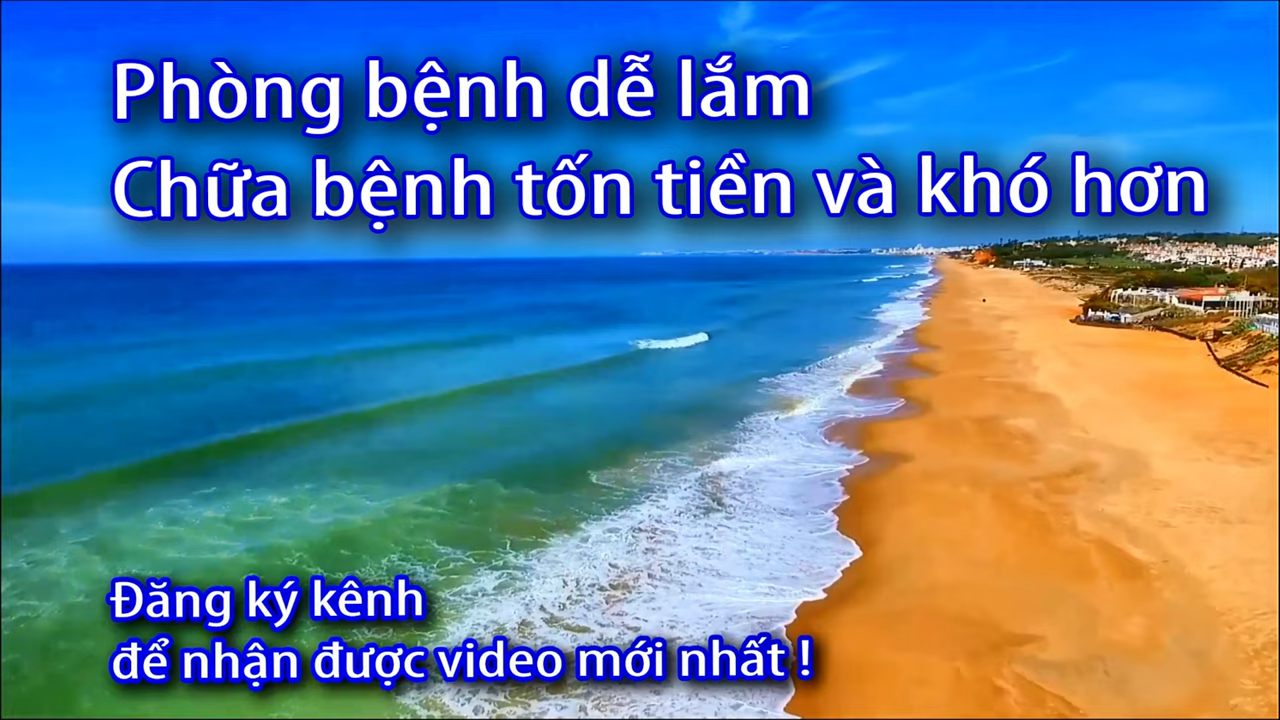 Phòng bệnh dễ lắm
Chữa bệnh tốn tiền và khó hơn
Đăng ký kênh
để nhận được video mới nhất !